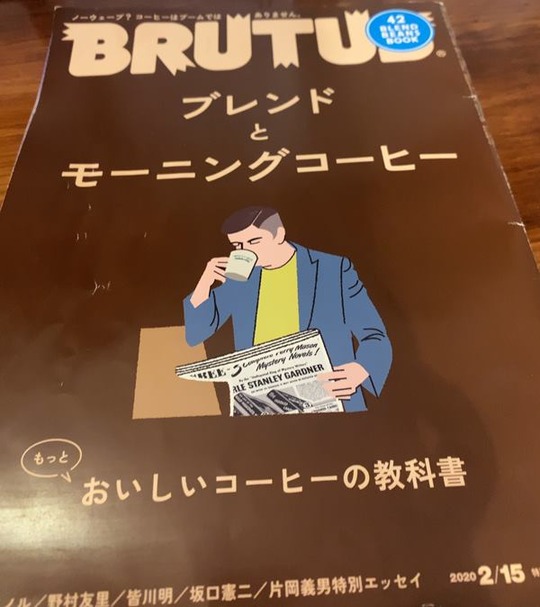 ノーウェーブ? コーヒーはブームでは ありません。
BRUTUS
42
BLEND
BEANS
BOOK
ブレンド
と
モーニングコーヒー
Complete Perry Mason
Mystery Novels!
STANLEY GARDNER
もっと
おいしいコーヒーの教科書
野村友里/皆川明/坂口憲二/片岡義男特別エッセイ
2020 2/15